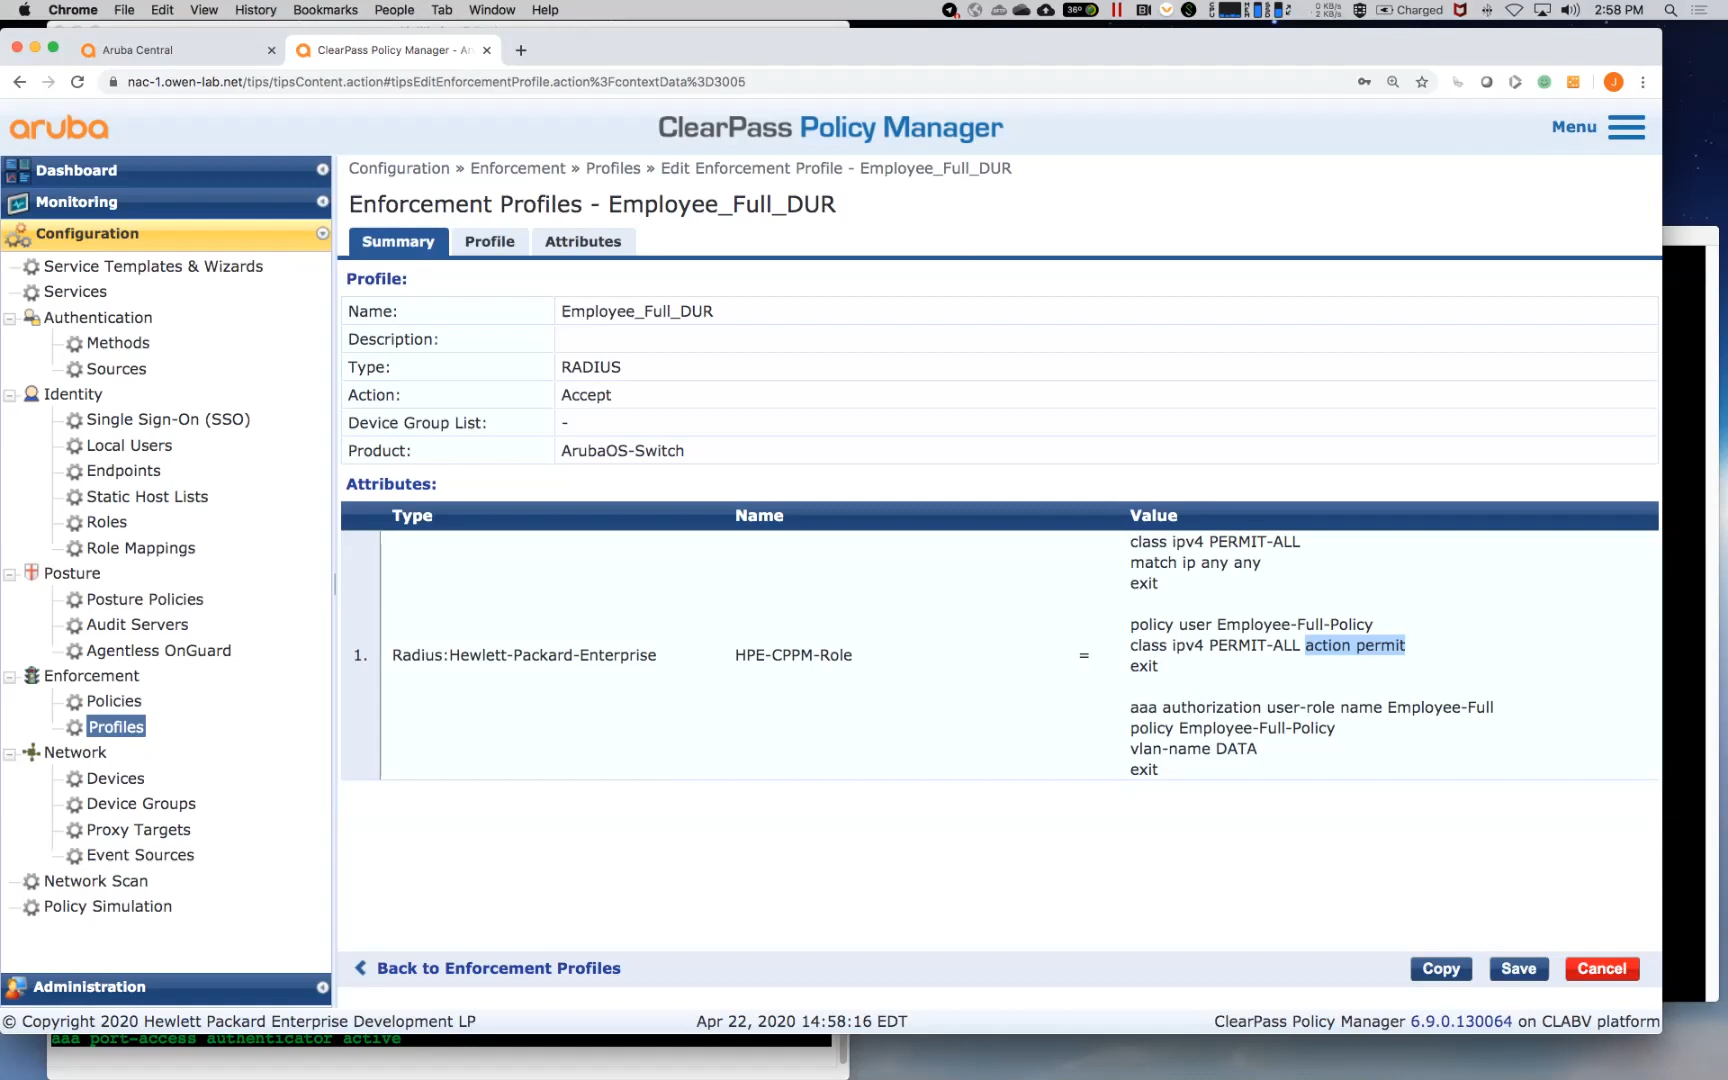 Chrome File Edit View History Bookmarks People Tab Window Help
36° Charged 2:58 PM
0 KB/s
2 KB/s
Aruba Central
ClearPass Policy Manager - Ar
nac-1.owen-lab.net/tips/tipsContent.action#tipsEditEnforcementProfile.action%3FcontextData%3D3005
J
aruba
ClearPass Policy Manager
Menu
Dashboard
Monitoring
Configuration
Service Templates & Wizards
Services
Authentication
Methods
Sources
Identity
Single Sign-On (SSO)
Local Users
Endpoints
Static Host Lists
Roles
Role Mappings
Posture
Posture Policies
Audit Servers
Agentless OnGuard
Enforcement
Policies
Profiles
Network
Devices
Device Groups
Proxy Targets
Event Sources
Network Scan
Policy Simulation
Administration
Configuration » Enforcement » Profiles » Edit Enforcement Profile - Employee_Full_DUR
Enforcement Profiles - Employee_Full_DUR
Summary Profile Attributes
Profile:
Name: Employee_Full_DUR
Description:
Type: RADIUS
Action: Accept
Device Group List: -
Product: ArubaOS-Switch
Attributes:
Type Name Value
1. Radius:Hewlett-Packard-Enterprise HPE-CPPM-Role =
class ipv4 PERMIT-ALL
match ip any any
exit
policy user Employee-Full-Policy
class ipv4 PERMIT-ALL action permit
exit
aaa authorization user-role name Employee-Full
policy Employee-Full-Policy
vlan-name DATA
exit
Back to Enforcement Profiles
Copy Save Cancel
© Copyright 2020 Hewlett Packard Enterprise Development LP
Apr 22, 2020 14:58:16 EDT
ClearPass Policy Manager 6.9.0.130064 on CLABV platform
aaa port-access authenticator active